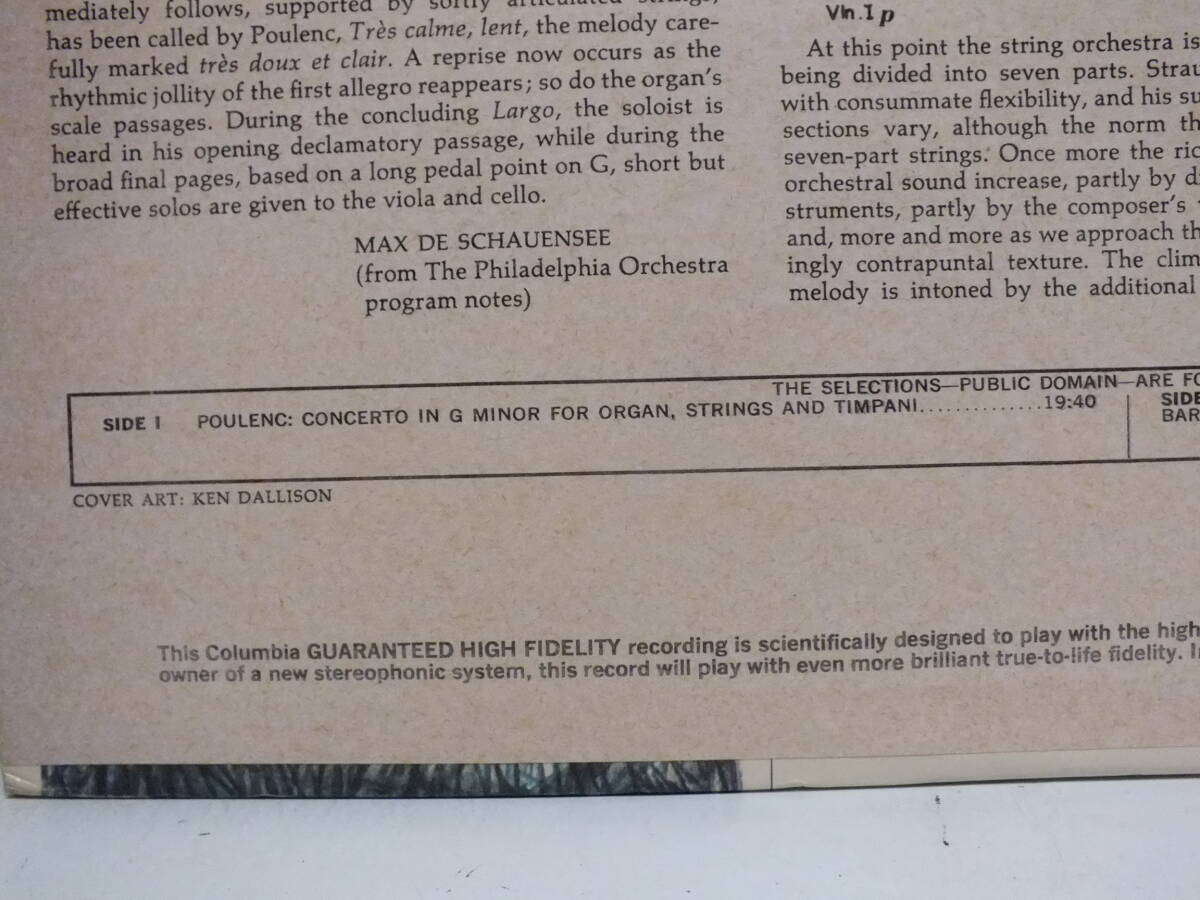 mediately follows, supported by softly articulated strings,
has been called by Poulenc, Très calme, lent, the melody care-
fully marked très doux et clair. A reprise now occurs as the
rhythmic jollity of the first allegro reappears; so do the organ's
scale passages. During the concluding Largo, the soloist is
heard in his opening declamatory passage, while during the
broad final pages, based on a long pedal point on G, short but
effective solos are given to the viola and cello.
MAX DE SCHAUENSEE
(from The Philadelphia Orchestra
program notes)
Vln.I p
At this point the string orchestra is
being divided into seven parts. Strau
with consummate flexibility, and his su
sections vary, although the norm th
seven-part strings. Once more the ric
orchestral sound increase, partly by d
struments, partly by the composer's
and, more and more as we approach th
ingly contrapuntal texture. The clim
melody is intoned by the additional
THE SELECTIONS—PUBLIC DOMAIN—ARE FO
SIDE I POULENC: CONCERTO IN G MINOR FOR ORGAN, STRINGS AND TIMPANI..............19:40
SIDE
BAR
COVER ART: KEN DALLISON
This Columbia GUARANTEED HIGH FIDELITY recording is scientifically designed to play with the high
owner of a new stereophonic system, this record will play with even more brilliant true-to-life fidelity. I